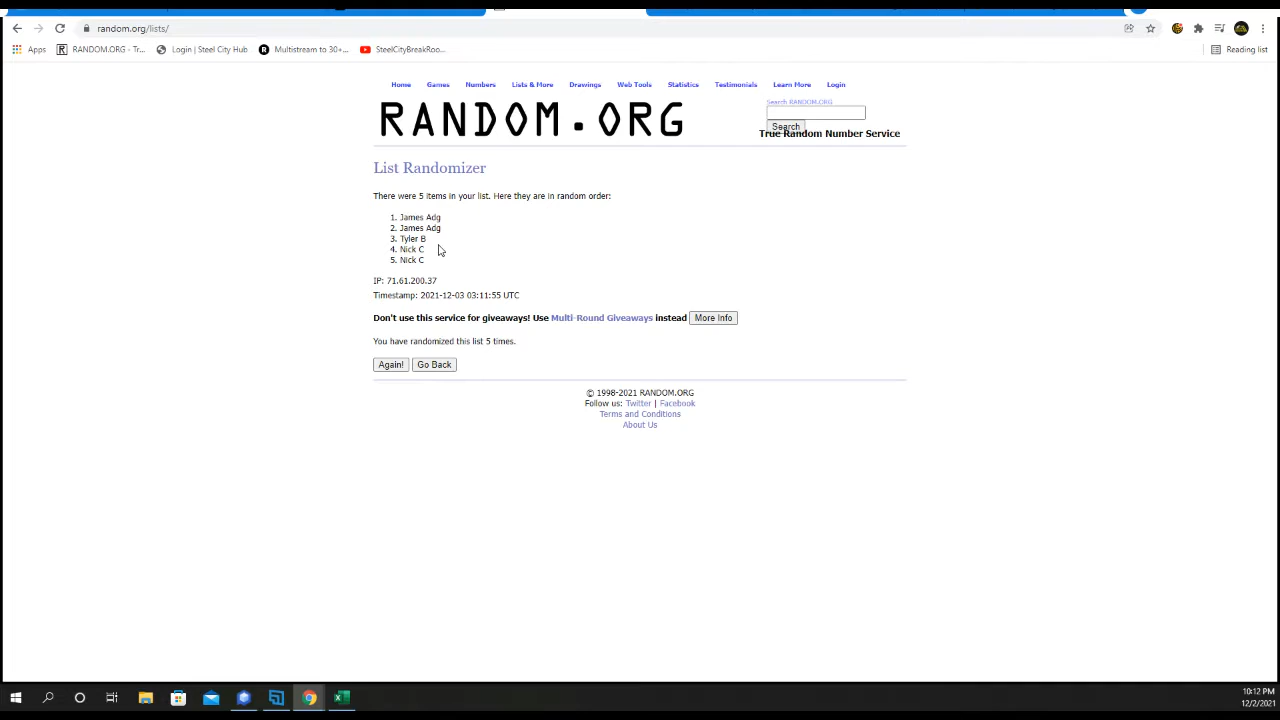 random.org/lists/
Apps
RANDOM.ORG - Tr...
Login | Steel City Hub
Multistream to 30+...
SteelCityBreakRoo...
Reading list
Home Games Numbers Lists & More Drawings Web Tools Statistics Testimonials Learn More Login
RANDOM.ORG
Search RANDOM.ORG
Search
True Random Number Service
List Randomizer
There were 5 items in your list. Here they are in random order:
1. James Adg
2. James Adg
3. Tyler B
4. Nick C
5. Nick C
IP: 71.61.200.37
Timestamp: 2021-12-03 03:11:55 UTC
Don't use this service for giveaways! Use Multi-Round Giveaways instead More Info
You have randomized this list 5 times.
Again! Go Back
© 1998-2021 RANDOM.ORG
Follow us: Twitter | Facebook
Terms and Conditions
About Us
10:12 PM
12/2/2021